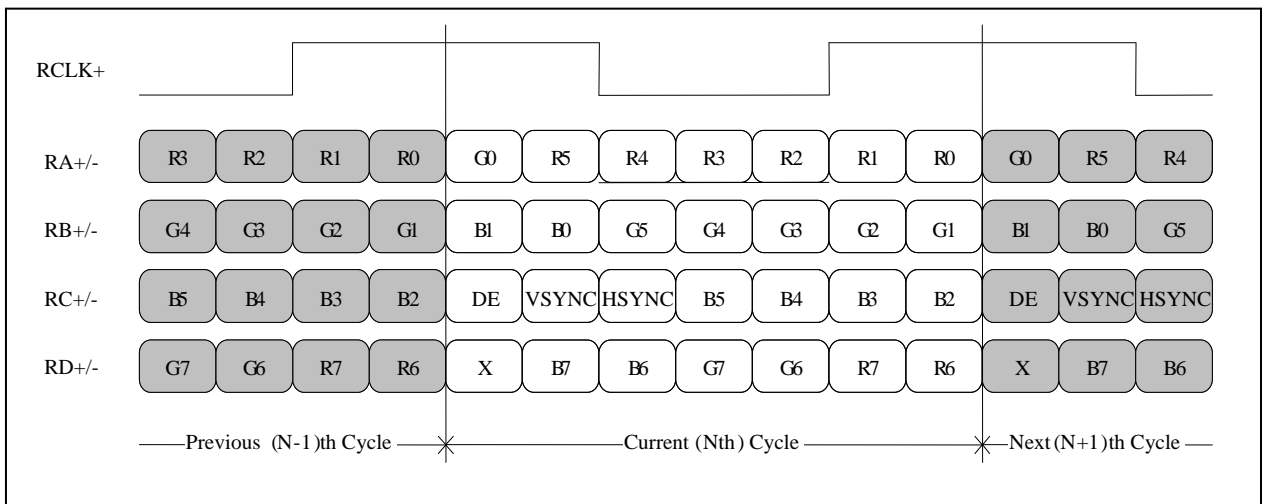 RCLK+
RA+/- R3 R2 R1 R0 G0 R5 R4 R3 R2 R1 R0 G0 R5 R4
RB+/- G4 G3 G2 G1 B1 B0 G5 G4 G3 G2 G1 B1 B0 G5
RC+/- B5 B4 B3 B2 DE VSYNC HSYNC B5 B4 B3 B2 DE VSYNC HSYNC
RD+/- G7 G6 R7 R6 X B7 B6 G7 G6 R7 R6 X B7 B6
Previous (N-1)th Cycle Current (Nth) Cycle Next (N+1)th Cycle